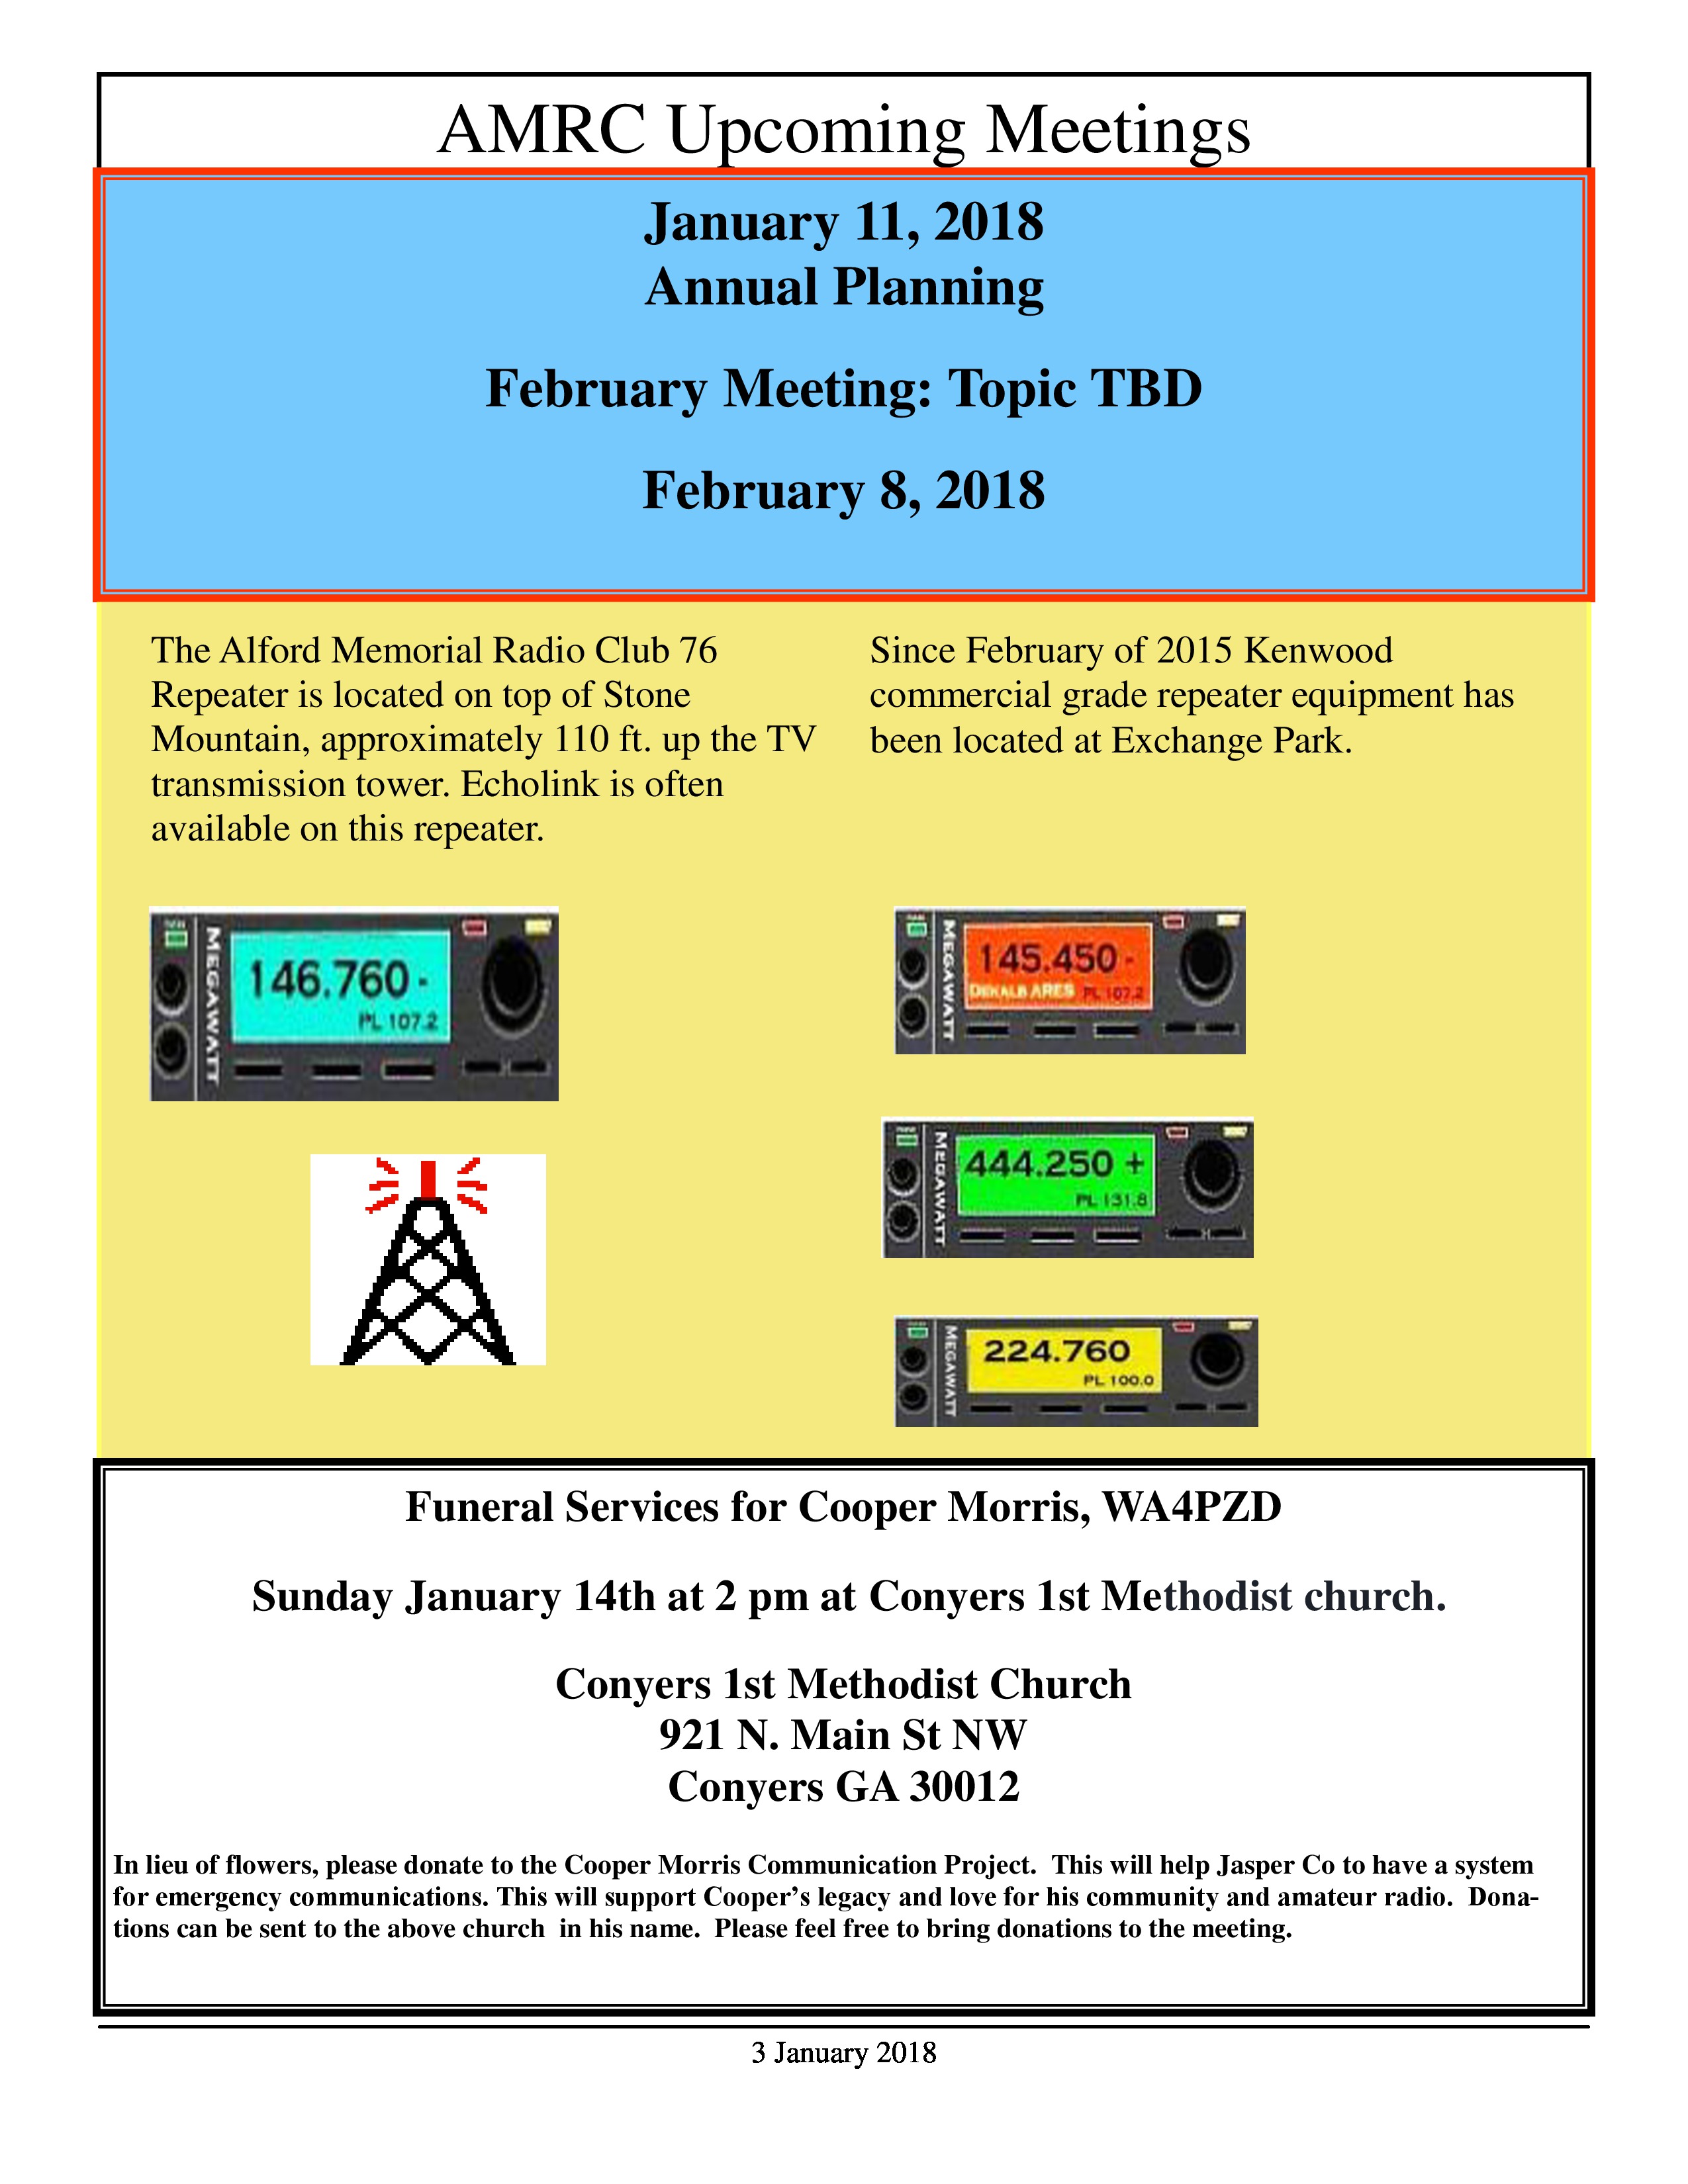 AMRC Upcoming Meetings
January 11, 2018
Annual Planning
February Meeting: Topic TBD
February 8, 2018
The Alford Memorial Radio Club 76
Repeater is located on top of Stone
Mountain, approximately 110 ft. up the TV
transmission tower. Echolink is often
available on this repeater.
Since February of 2015 Kenwood
commercial grade repeater equipment has
been located at Exchange Park.
MEGAWATT
146.760 -
PL 107.2
MEGAWATT
145.450 -
DEKALB ARES PL 107.2
MEGAWATT
444.250 +
PL 131.8
MEGAWATT
224.760
PL 100.0
Funeral Services for Cooper Morris, WA4PZD
Sunday January 14th at 2 pm at Conyers 1st Methodist church.
Conyers 1st Methodist Church
921 N. Main St NW
Conyers GA 30012
In lieu of flowers, please donate to the Cooper Morris Communication Project.  This will help Jasper Co to have a system
for emergency communications. This will support Cooper’s legacy and love for his community and amateur radio.  Dona-
tions can be sent to the above church  in his name.  Please feel free to bring donations to the meeting.
3 January 2018